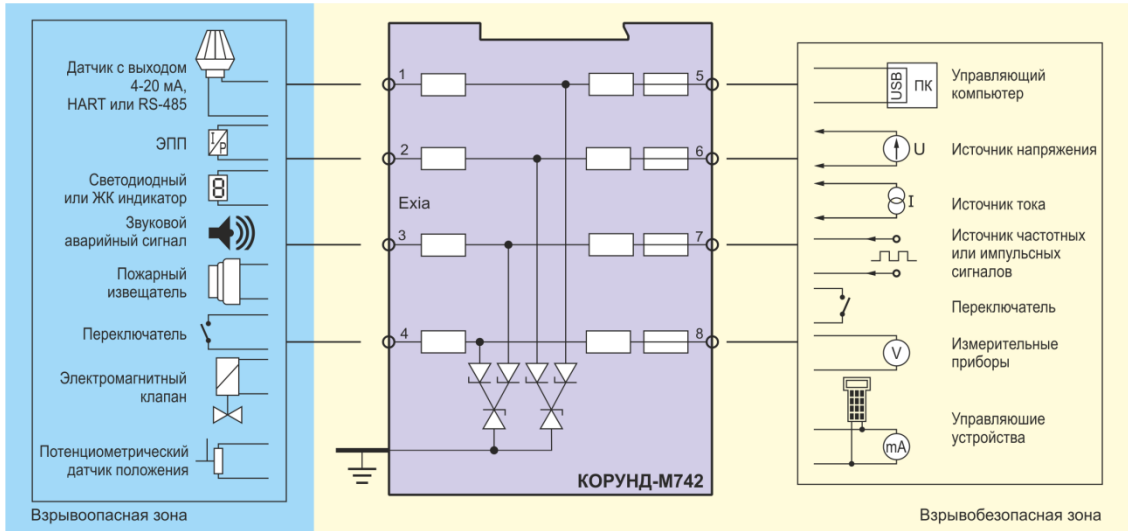 Датчик с выходом
4-20 мА,
HART или RS-485
ЭПП
I
P
Светодиодный
или ЖК индикатор
8
Звуковой
аварийный сигнал
Пожарный
извещатель
Переключатель
Электромагнитный
клапан
Потенциометрический
датчик положения
Взрывоопасная зона
1
2
Exia
3
4
5
6
7
8
КОРУНД-М742
USB
ПК
Управляющий
компьютер
U
Источник напряжения
I
Источник тока
Источник частотных
или импульсных
сигналов
Переключатель
V
Измерительные
приборы
Управляюшие
устройства
mA
Взрывобезопасная зона